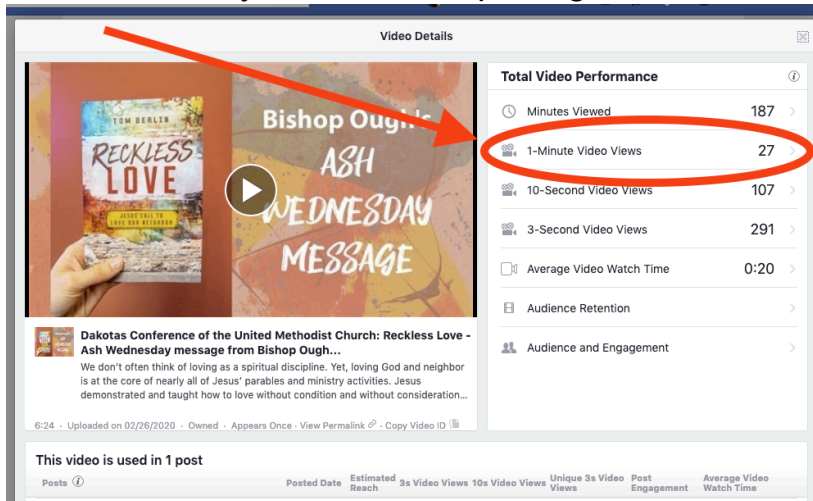 Video Details
TOM BERLIN
RECKLESS
LOVE
JESUS' CALL TO
LOVE OUR NEIGHBOR
Bishop Ough's
ASH
WEDNESDAY
MESSAGE
Dakotas Conference of the United Methodist Church: Reckless Love -
Ash Wednesday message from Bishop Ough...
We don't often think of loving as a spiritual discipline. Yet, loving God and neighbor
is at the core of nearly all of Jesus' parables and ministry activities. Jesus
demonstrated and taught how to love without condition and without consideration...
6:24 · Uploaded on 02/26/2020 · Owned · Appears Once · View Permalink · Copy Video ID
Total Video Performance
Minutes Viewed 187
1-Minute Video Views 27
10-Second Video Views 107
3-Second Video Views 291
Average Video Watch Time 0:20
Audience Retention
Audience and Engagement
This video is used in 1 post
Posts Posted Date Estimated Reach 3s Video Views 10s Video Views Unique 3s Video Views Post Engagement Average Video Watch Time